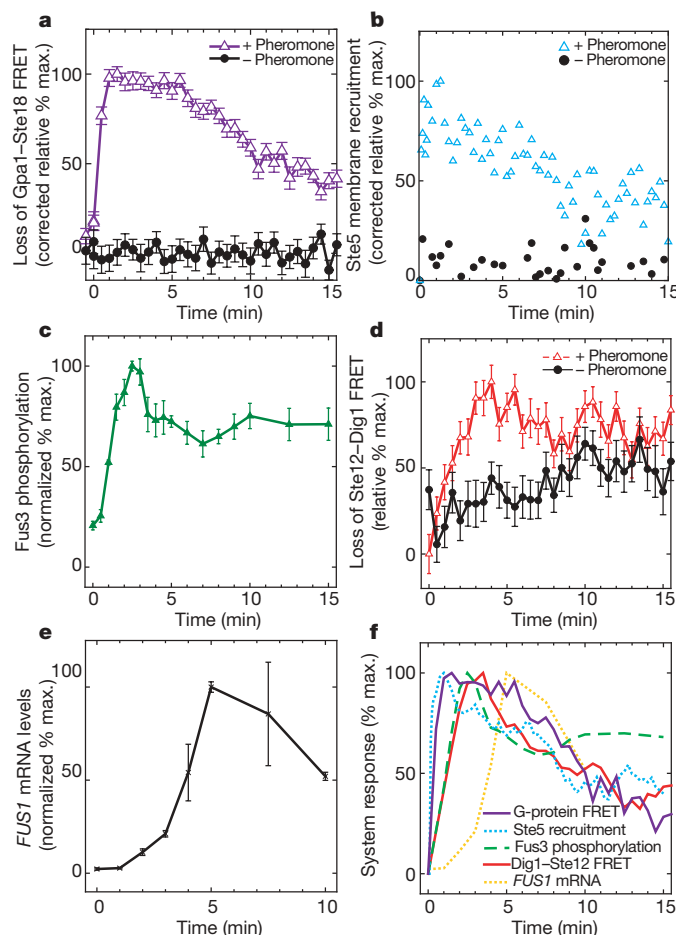 a
+ Pheromone
– Pheromone
Loss of Gpa1–Ste18 FRET
(corrected relative % max.)
100
50
0
0 5 10 15
Time (min)
b
+ Pheromone
– Pheromone
Ste5 membrane recruitment
(corrected relative % max.)
100
50
0
0 5 10 15
Time (min)
c
Fus3 phosphorylation
(normalized % max.)
100
50
0
0 5 10 15
Time (min)
d
+ Pheromone
– Pheromone
Loss of Ste12–Dig1 FRET
(relative % max.)
100
50
0
0 5 10 15
Time (min)
e
FUS1 mRNA levels
(normalized % max.)
100
50
0
0 5 10
Time (min)
f
System response (% max.)
100
50
0
G-protein FRET
Ste5 recruitment
Fus3 phosphorylation
Dig1–Ste12 FRET
FUS1 mRNA
0 5 10 15
Time (min)